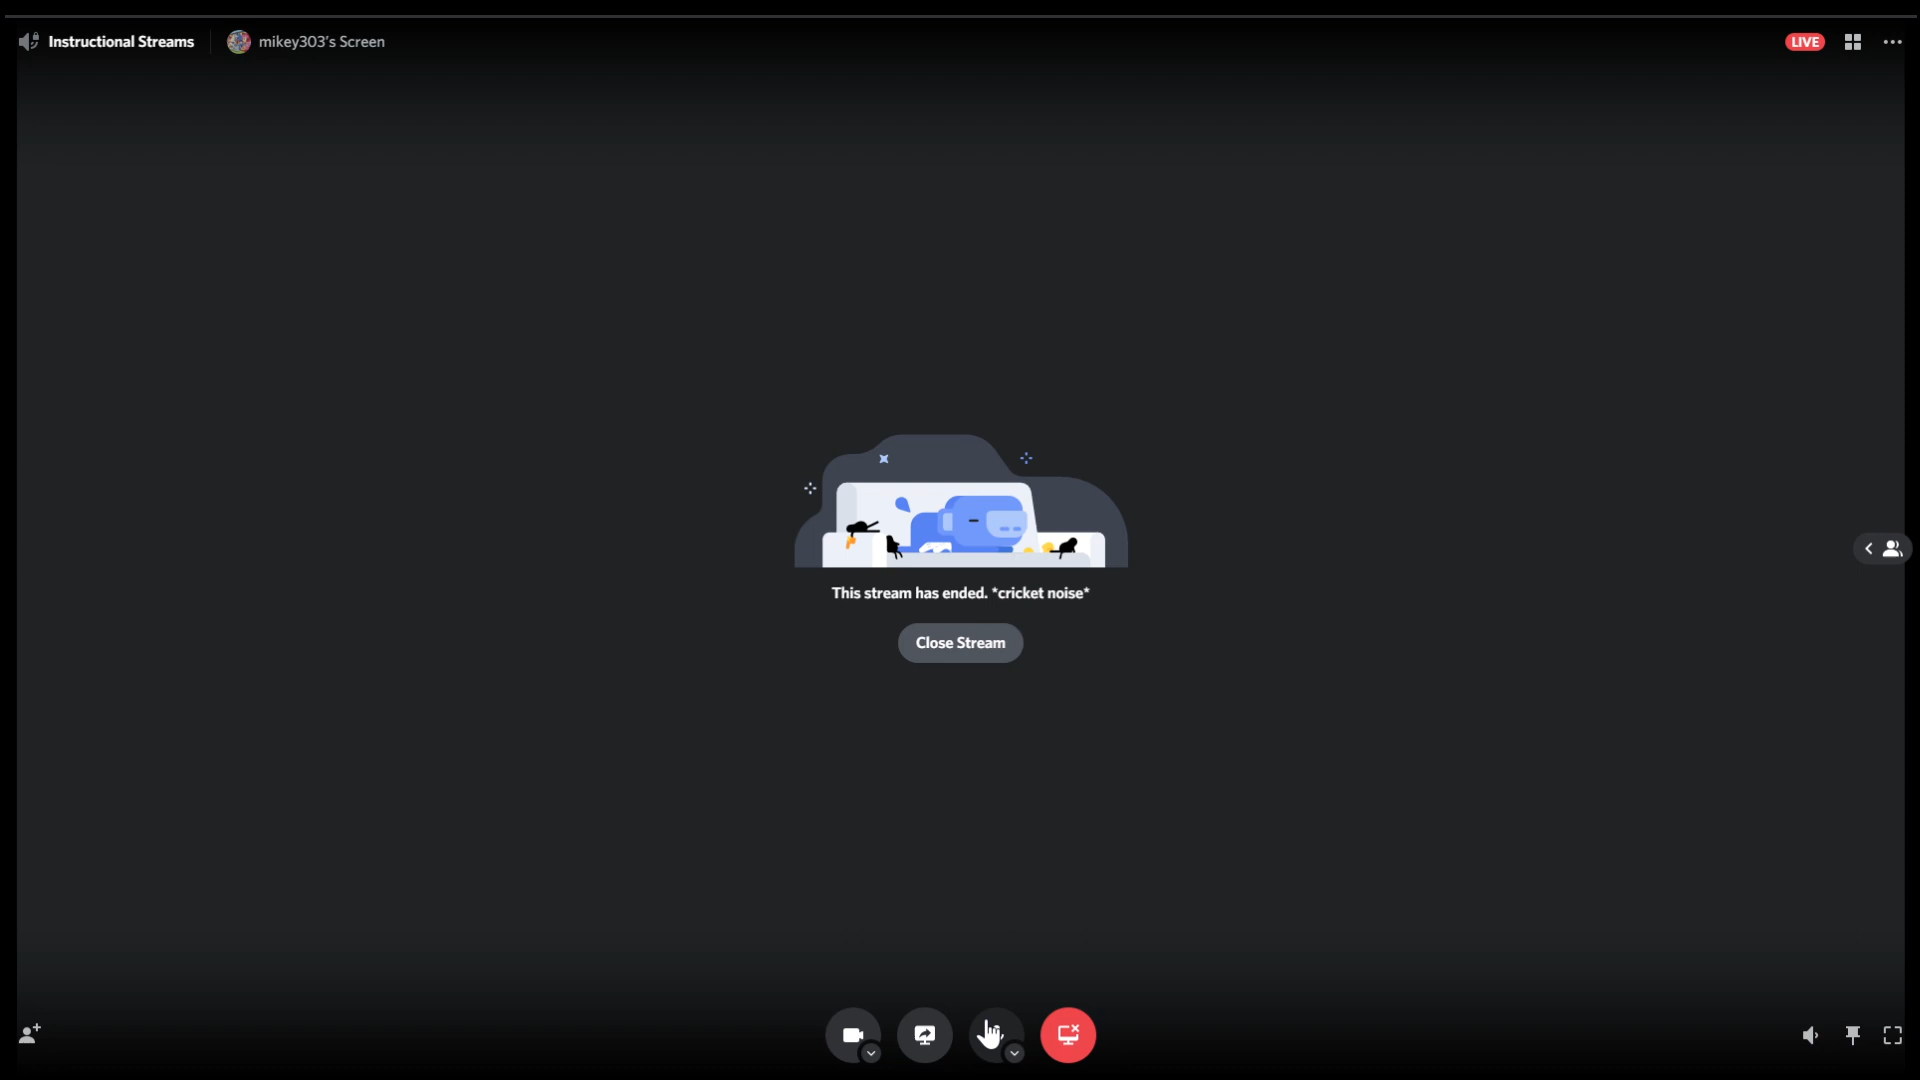 Instructional Streams
mikey303's Screen
LIVE
This stream has ended. *cricket noise*
Close Stream